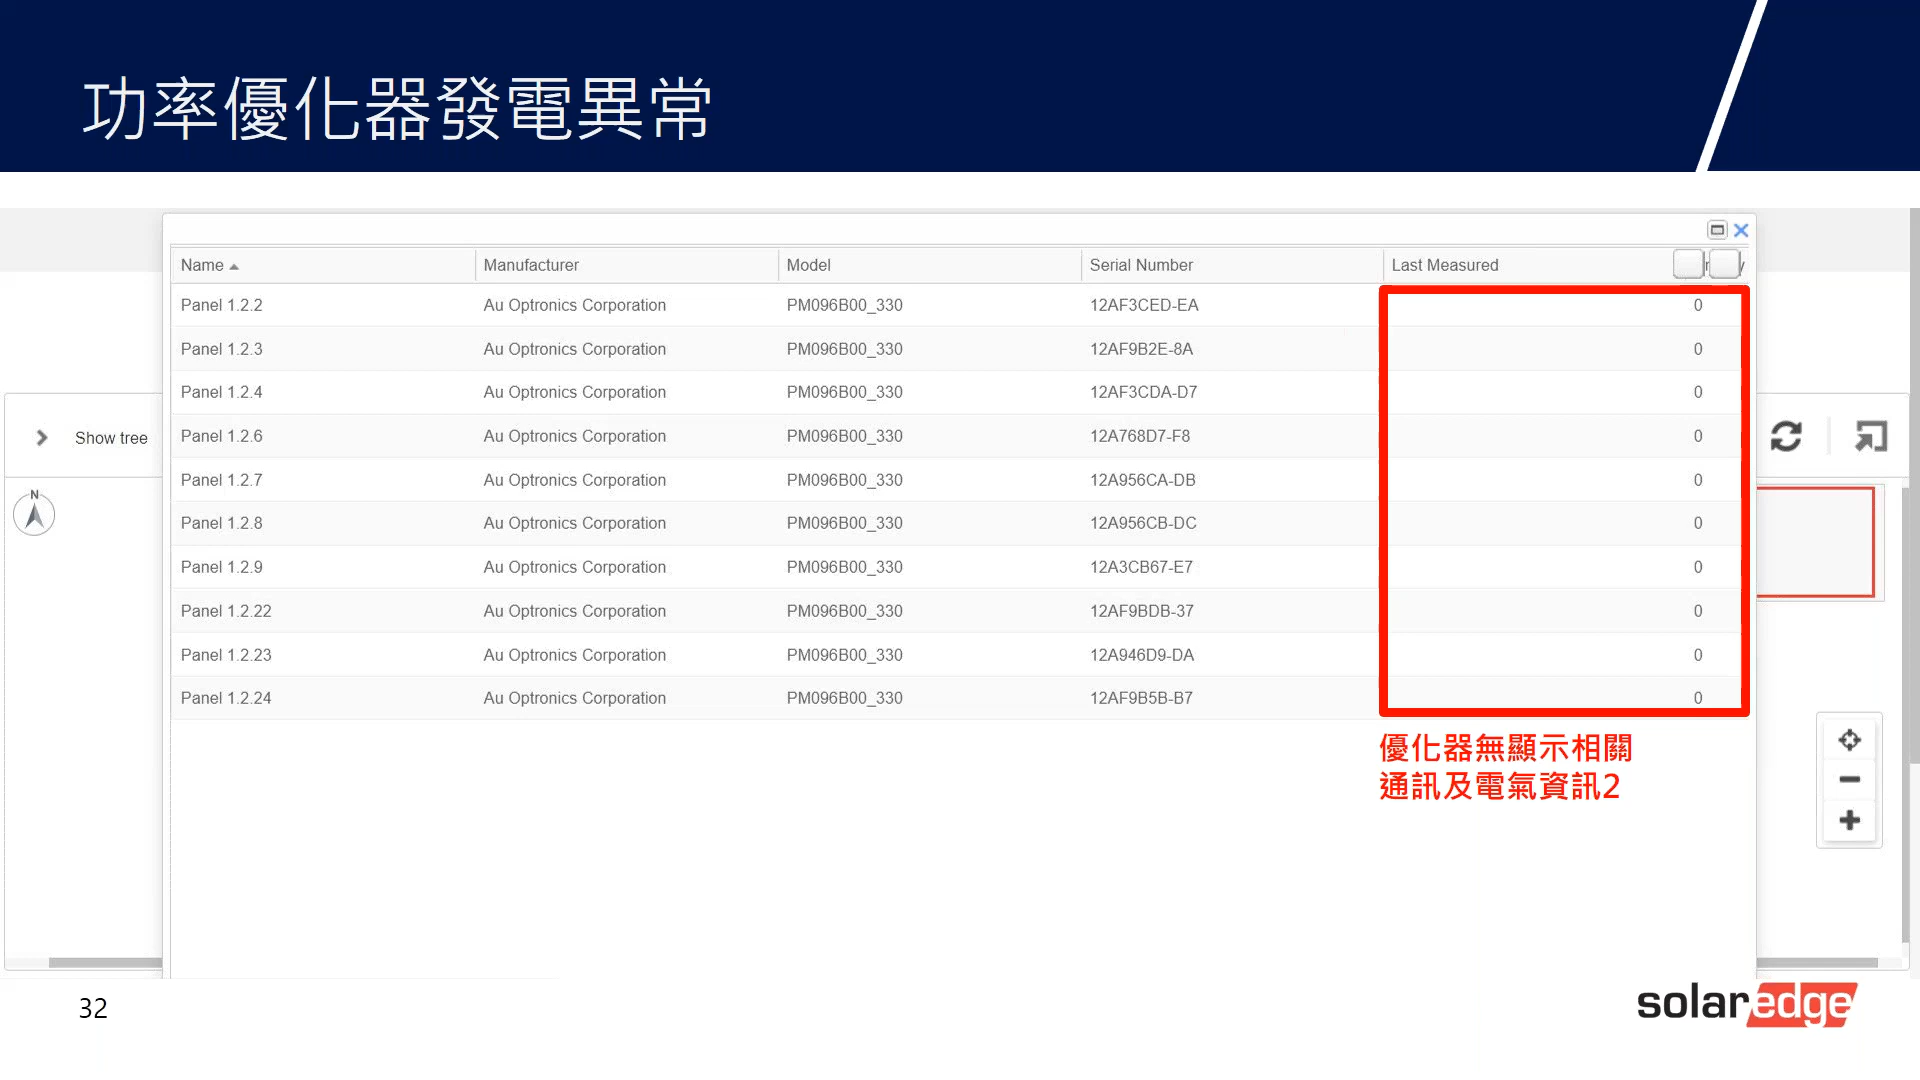 功率優化器發電異常
Name Manufacturer Model Serial Number Last Measured
Panel 1.2.2 Au Optronics Corporation PM096B00_330 12AF3CED-EA 0
Panel 1.2.3 Au Optronics Corporation PM096B00_330 12AF9B2E-8A 0
Panel 1.2.4 Au Optronics Corporation PM096B00_330 12AF3CDA-D7 0
Panel 1.2.6 Au Optronics Corporation PM096B00_330 12A768D7-F8 0
Panel 1.2.7 Au Optronics Corporation PM096B00_330 12A956CA-DB 0
Panel 1.2.8 Au Optronics Corporation PM096B00_330 12A956CB-DC 0
Panel 1.2.9 Au Optronics Corporation PM096B00_330 12A3CB67-E7 0
Panel 1.2.22 Au Optronics Corporation PM096B00_330 12AF9BDB-37 0
Panel 1.2.23 Au Optronics Corporation PM096B00_330 12A946D9-DA 0
Panel 1.2.24 Au Optronics Corporation PM096B00_330 12AF9B5B-B7 0
Show tree
N
優化器無顯示相關
通訊及電氣資訊2
32
solaredge